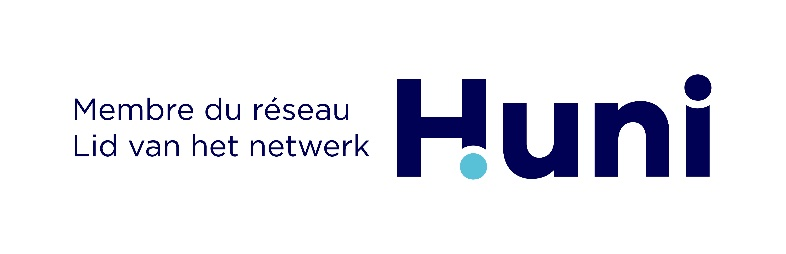 Membre du réseau
Lid van het netwerk
Huni